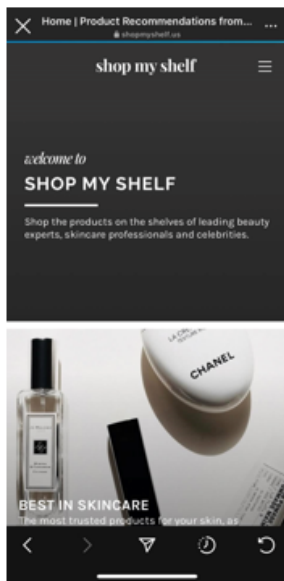 Home | Product Recommendations from...
shopmyshelf.us
shop my shelf
welcome to
SHOP MY SHELF
Shop the products on the shelves of leading beauty
experts, skincare professionals and celebrities.
LA CRÈME
CHANEL
BEST IN SKINCARE
The most trusted products for your skin, as